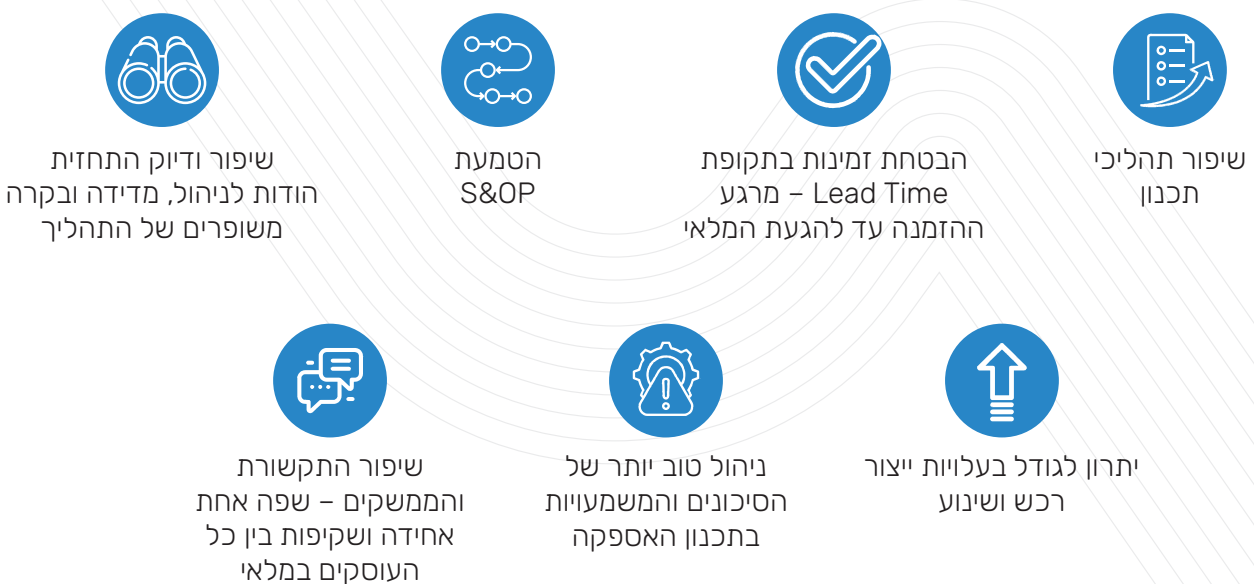 שיפור תהליכי
תכנון
הבטחת זמינות בתקופת
Lead Time – מרגע
ההזמנה עד להגעת המלאי
הטמעת
S&OP
שיפור ודיוק התחזית
הודות לניהול, מדידה ובקרה
משופרים של התהליך
יתרון לגודל בעלויות ייצור
רכש ושינוע
ניהול טוב יותר של
הסיכונים והמשמעויות
בתכנון האספקה
שיפור התקשורת
והממשקים – שפה אחת
אחידה ושקיפות בין כל
העוסקים במלאי